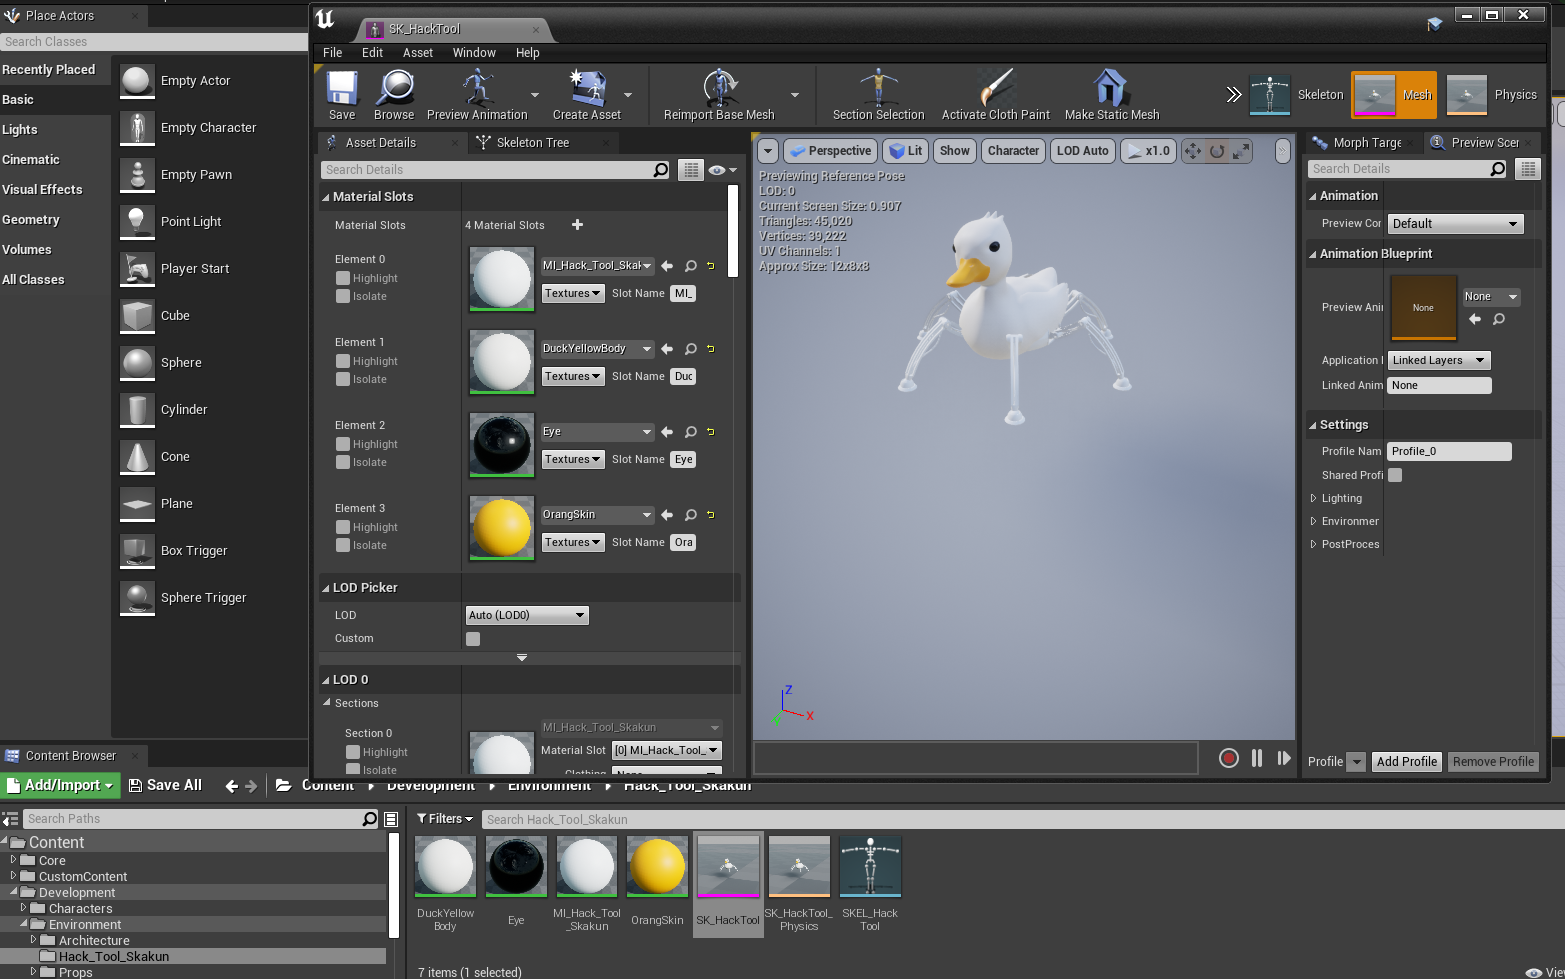 Place Actors
Search Classes
Recently Placed
Basic
Lights
Cinematic
Visual Effects
Geometry
Volumes
All Classes
Empty Actor
Empty Character
Empty Pawn
Point Light
Player Start
Cube
Sphere
Cylinder
Cone
Plane
Box Trigger
Sphere Trigger
SK_HackTool
File Edit Asset Window Help
Save
Browse
Preview Animation
Create Asset
Reimport Base Mesh
Section Selection
Activate Cloth Paint
Make Static Mesh
Skeleton
Mesh
Physics
Asset Details
Skeleton Tree
Search Details
Material Slots
Material Slots 4 Material Slots
Element 0
Highlight
Isolate
MI_Hack_Tool_Skak
Textures Slot Name MI_
Element 1
Highlight
Isolate
DuckYellowBody
Textures Slot Name Duc
Element 2
Highlight
Isolate
Eye
Textures Slot Name Eye
Element 3
Highlight
Isolate
OrangSkin
Textures Slot Name Ora
LOD Picker
LOD Auto (LOD0)
Custom
LOD 0
Sections
Section 0
Highlight
Isolate
MI_Hack_Tool_Skakun
Material Slot [0] MI_Hack_Tool_
Clothing None
Perspective Lit Show Character LOD Auto x1.0
Previewing Reference Pose
LOD: 0
Current Screen Size: 0.907
Triangles: 45,020
Vertices: 39,222
UV Channels: 1
Approx Size: 12x8x8
Z
X
Morph Targe
Preview Scer
Search Details
Animation
Preview Cor Default
Animation Blueprint
Preview Ani None None
Application Linked Layers
Linked Anim None
Settings
Profile Nam Profile_0
Shared Profi
Lighting
Environmer
PostProces
Profile Add Profile Remove Profile
Content Browser
Add/Import Save All Content Development Environment Hack_Tool_Skakun
Search Paths
Content
Core
CustomContent
Development
Characters
Environment
Architecture
Hack_Tool_Skakun
Props
Filters Search Hack_Tool_Skakun
DuckYellow
Body
Eye
MI_Hack_Tool
_Skakun
OrangSkin
SK_HackTool
SK_HackTool_
Physics
SKEL_Hack
Tool
7 items (1 selected)
Vie